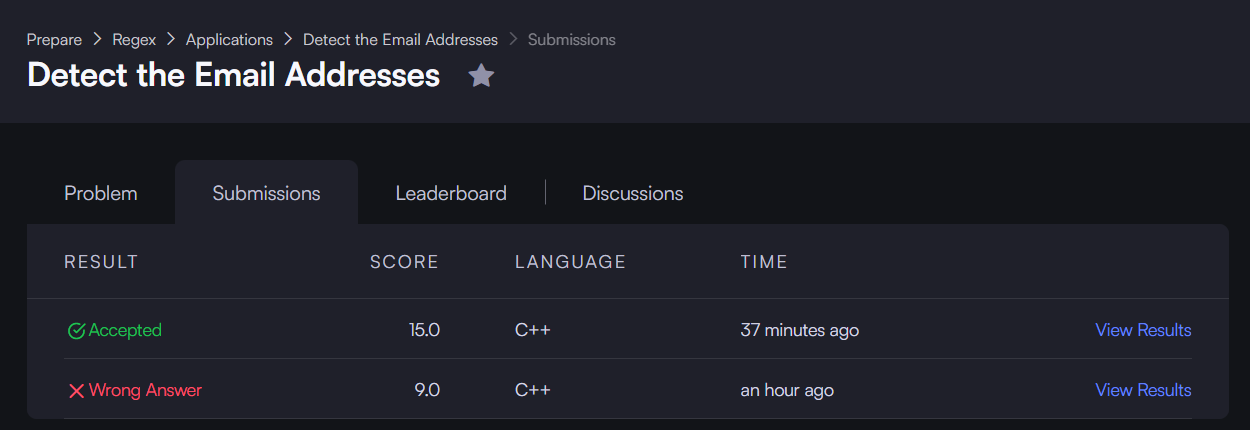 Prepare > Regex > Applications > Detect the Email Addresses > Submissions
Detect the Email Addresses
Problem Submissions Leaderboard Discussions
RESULT SCORE LANGUAGE TIME
Accepted 15.0 C++ 37 minutes ago View Results
Wrong Answer 9.0 C++ an hour ago View Results